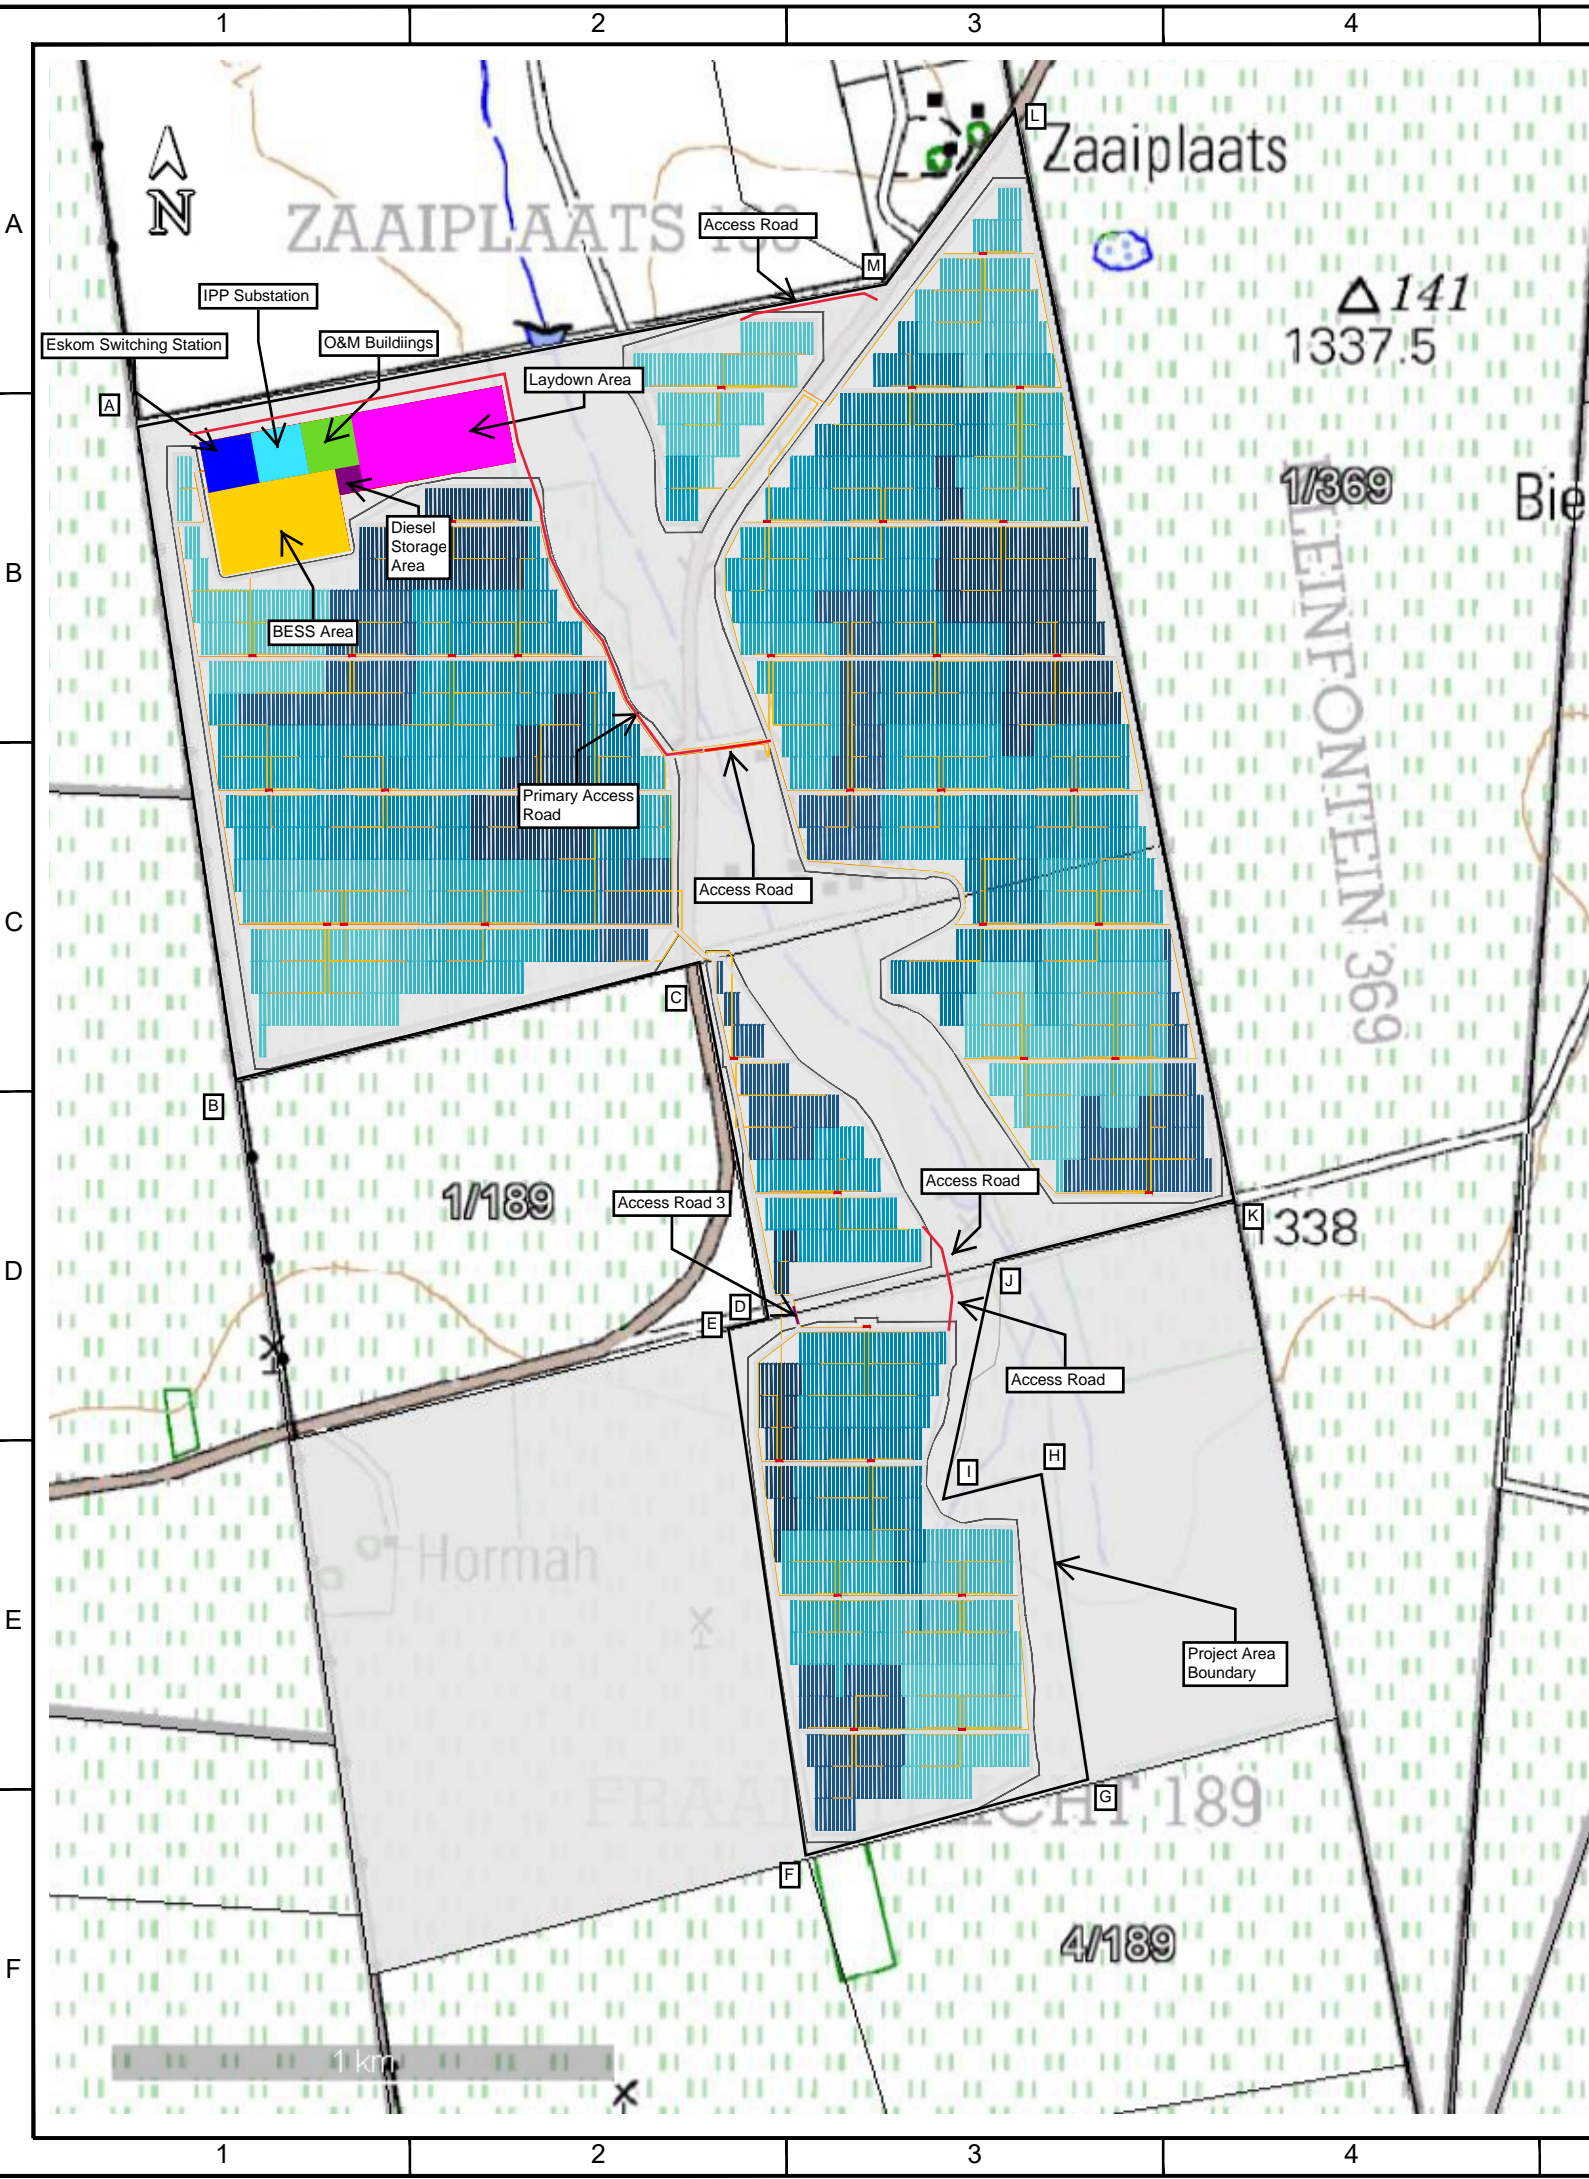 1 2 3 4
A
B
C
D
E
F
N
ZAAIPLAATS
Zaaiplaats
L
Access Road
M
141
1337.5
IPP Substation
Eskom Switching Station
O&M Buildiings
Laydown Area
A
1/369
Bie
KLEINFONTEIN 369
Diesel
Storage
Area
BESS Area
Primary Access
Road
Access Road
C
B
1/189
Access Road 3
Access Road
K
1338
J
D
E
Access Road
I
H
Hormah
Project Area
Boundary
G
189
F
4/189
1 km
1 2 3 4